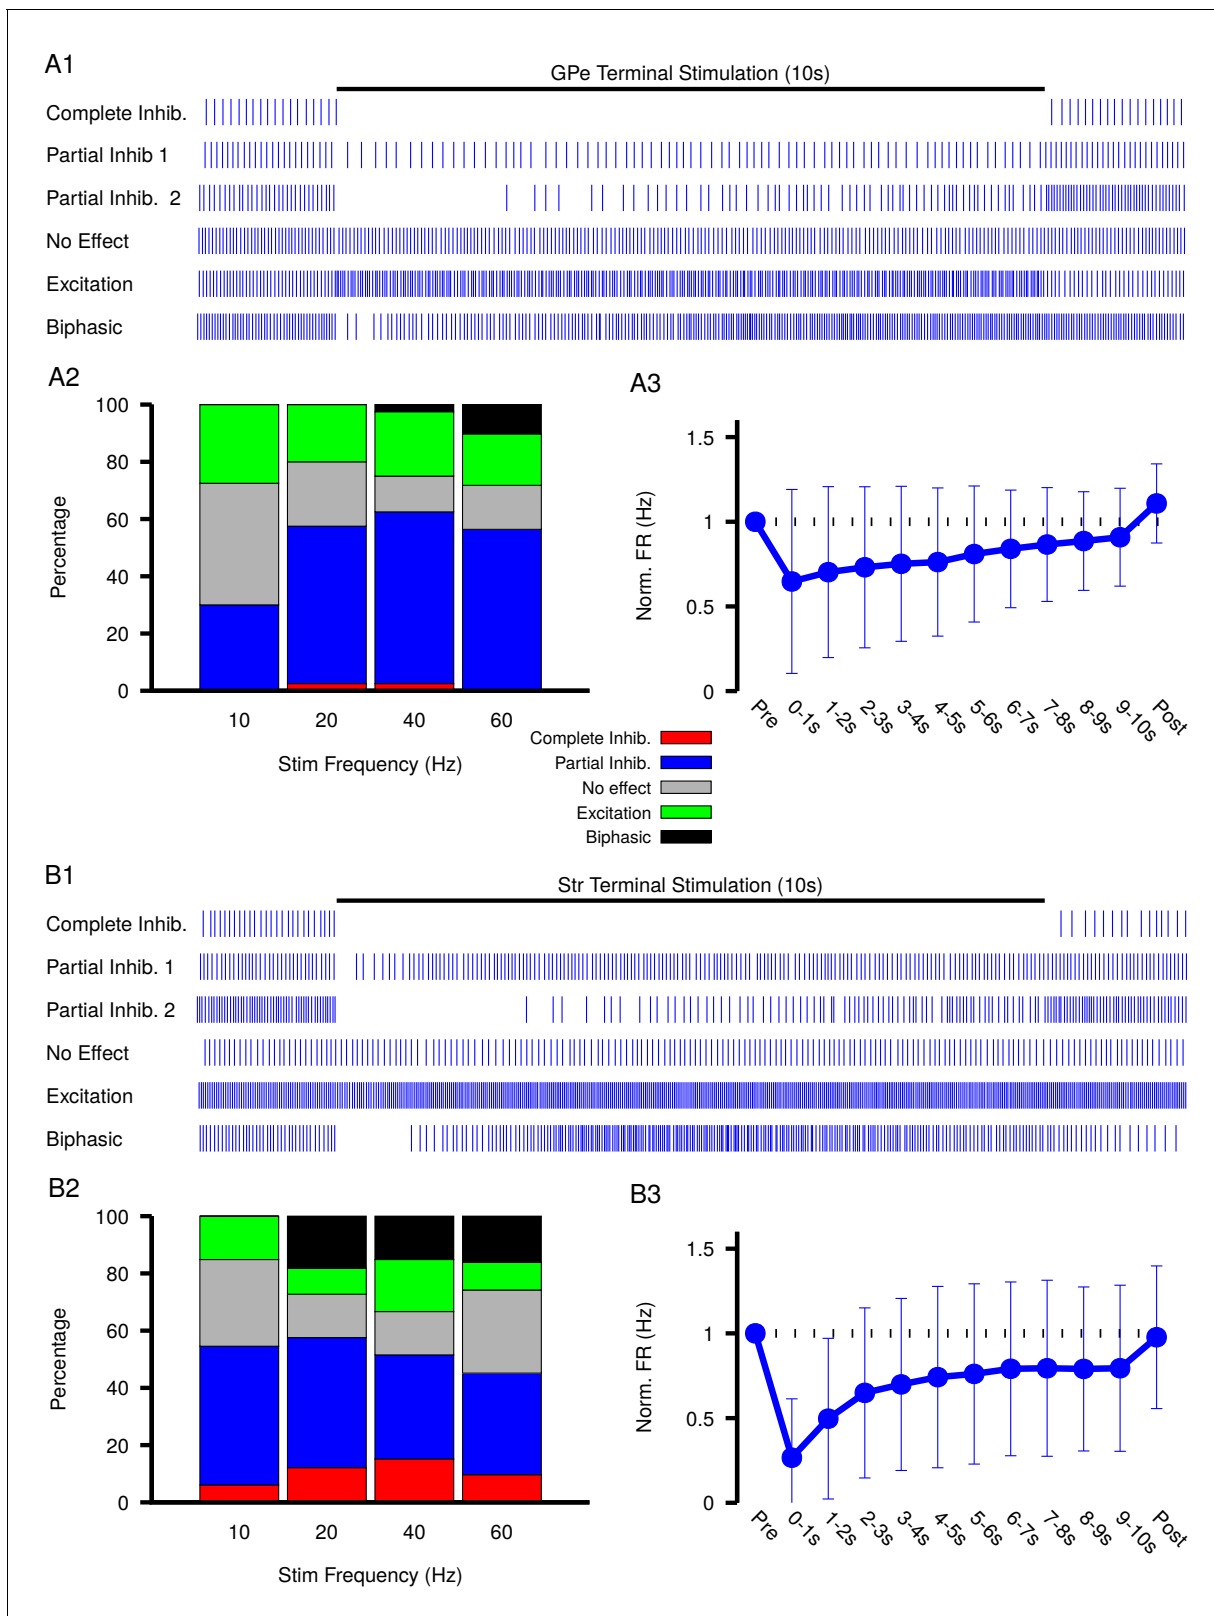 A1
GPe Terminal Stimulation (10s)
Complete Inhib.
Partial Inhib 1
Partial Inhib. 2
No Effect
Excitation
Biphasic
A2
100
80
60
40
20
0
Percentage
10 20 40 60
Stim Frequency (Hz)
A3
1.5
1
0.5
0
Norm. FR (Hz)
Pre 0-1s 1-2s 2-3s 3-4s 4-5s 5-6s 6-7s 7-8s 8-9s 9-10s Post
Complete Inhib.
Partial Inhib.
No effect
Excitation
Biphasic
B1
Str Terminal Stimulation (10s)
Complete Inhib.
Partial Inhib. 1
Partial Inhib. 2
No Effect
Excitation
Biphasic
B2
100
80
60
40
20
0
Percentage
10 20 40 60
Stim Frequency (Hz)
B3
1.5
1
0.5
0
Norm. FR (Hz)
Pre 0-1s 1-2s 2-3s 3-4s 4-5s 5-6s 6-7s 7-8s 8-9s 9-10s Post